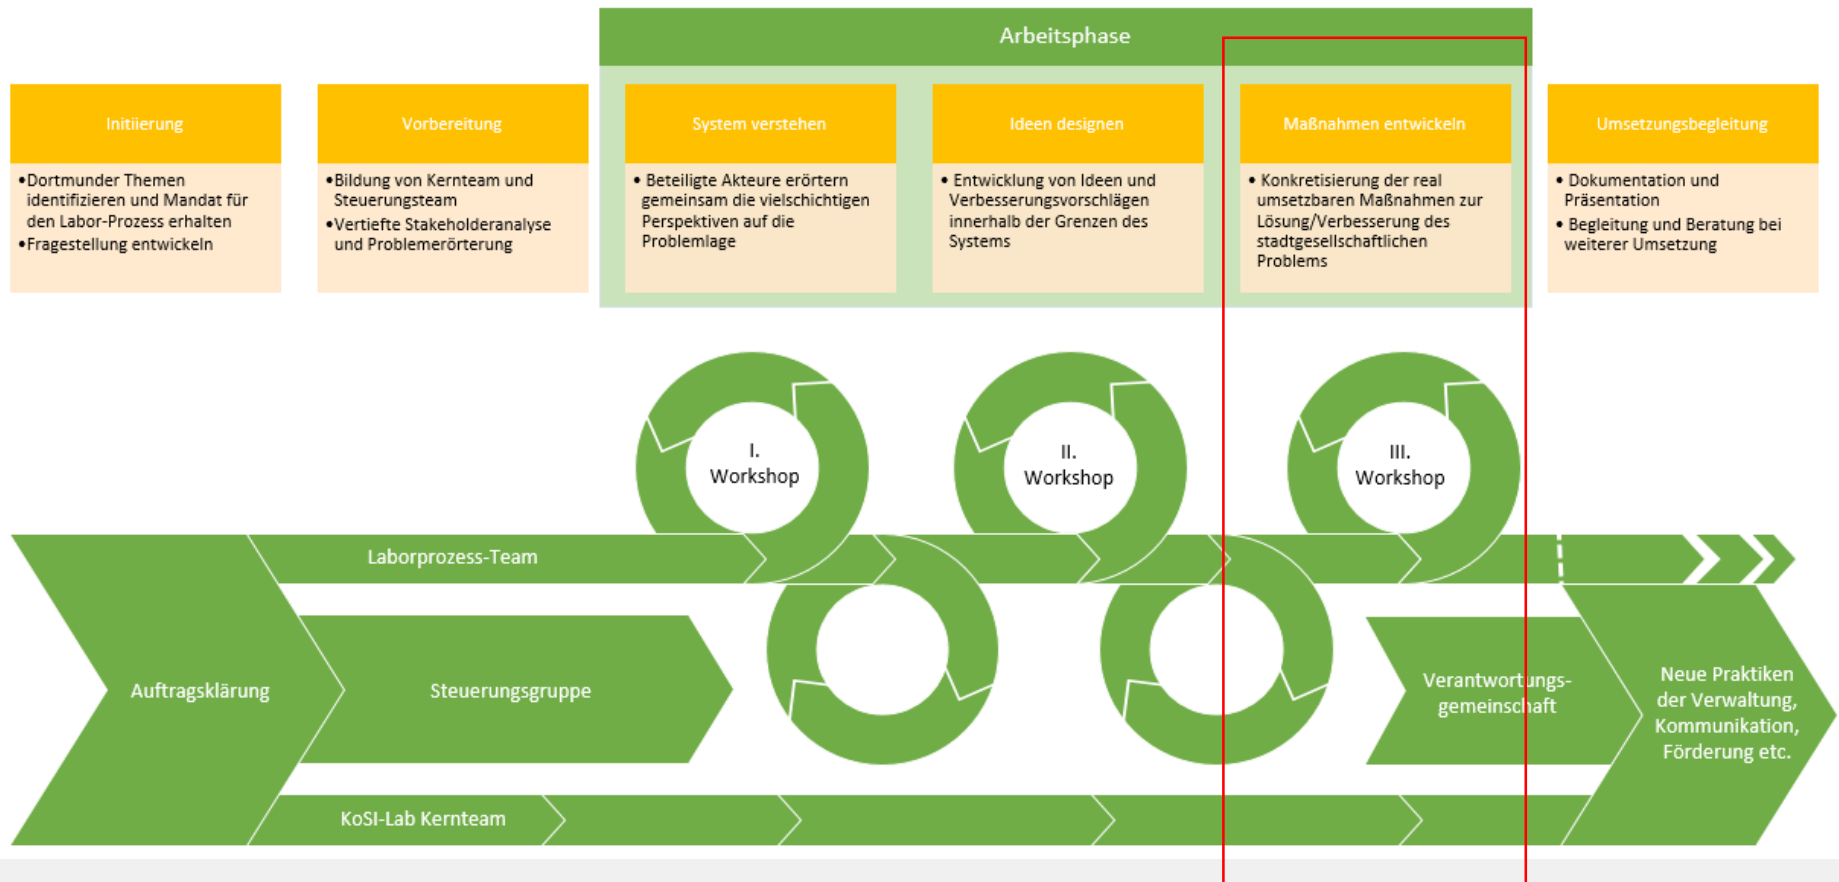 Arbeitsphase
Initiierung
•Dortmunder Themen
identifizieren und Mandat für
den Labor-Prozess erhalten
•Fragestellung entwickeln
Vorbereitung
•Bildung von Kernteam und
Steuerungsteam
•Vertiefte Stakeholderanalyse
und Problemerörterung
System verstehen
• Beteiligte Akteure erörtern
gemeinsam die vielschichtigen
Perspektiven auf die
Problemlage
Ideen designen
• Entwicklung von Ideen und
Verbesserungsvorschlägen
innerhalb der Grenzen des
Systems
Maßnahmen entwickeln
• Konkretisierung der real
umsetzbaren Maßnahmen zur
Lösung/Verbesserung des
stadtgesellschaftlichen
Problems
Umsetzungsbegleitung
• Dokumentation und
Präsentation
• Begleitung und Beratung bei
weiterer Umsetzung
I.
Workshop
II.
Workshop
III.
Workshop
Laborprozess-Team
Auftragsklärung
Steuerungsgruppe
Verantwortungs-
gemeinschaft
Neue Praktiken
der Verwaltung,
Kommunikation,
Förderung etc.
KoSI-Lab Kernteam